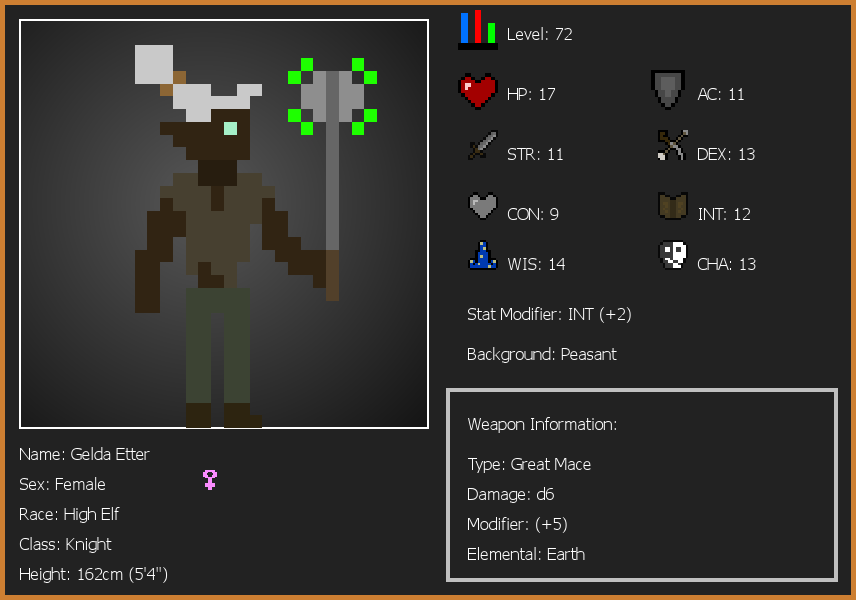 Level: 72
HP: 17
AC: 11
STR: 11
DEX: 13
CON: 9
INT: 12
WIS: 14
CHA: 13
Stat Modifier: INT (+2)
Background: Peasant
Weapon Information:
Type: Great Mace
Damage: d6
Modifier: (+5)
Elemental: Earth
Name: Gelda Etter
Sex: Female
Race: High Elf
Class: Knight
Height: 162cm (5'4")